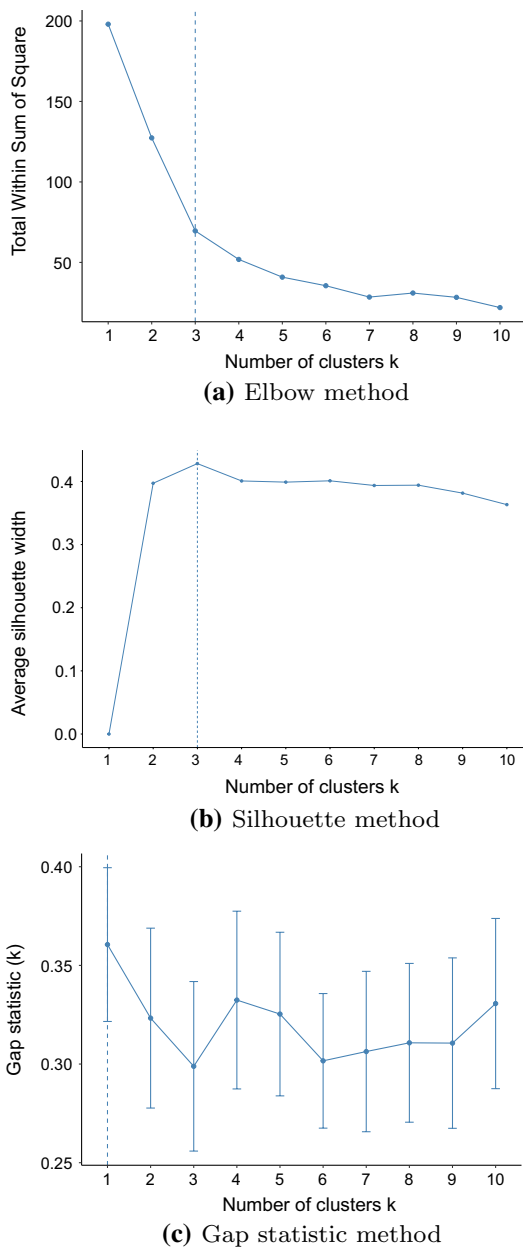 200
150
100
50
Total Within Sum of Square
1 2 3 4 5 6 7 8 9 10
Number of clusters k
(a) Elbow method
0.4
0.3
0.2
0.1
0.0
Average silhouette width
1 2 3 4 5 6 7 8 9 10
Number of clusters k
(b) Silhouette method
0.40
0.35
0.30
0.25
Gap statistic (k)
1 2 3 4 5 6 7 8 9 10
Number of clusters k
(c) Gap statistic method